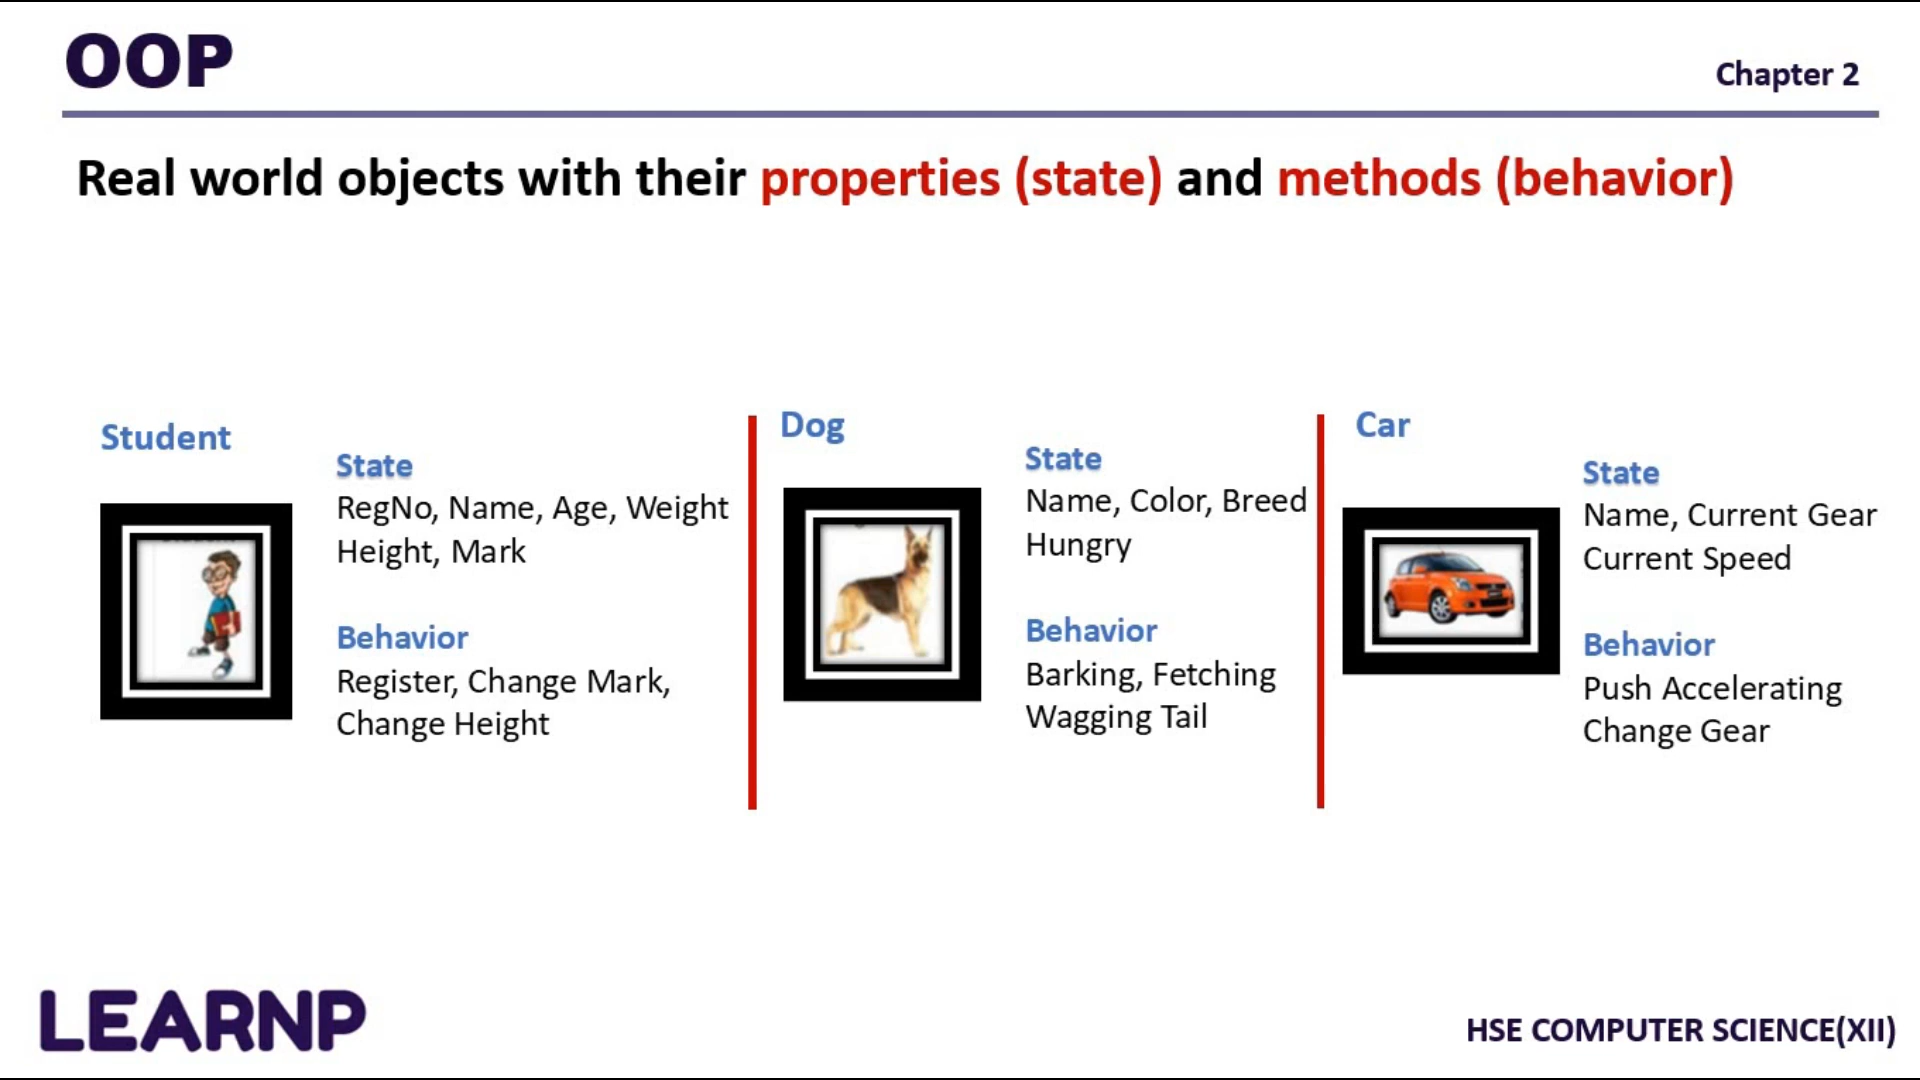 OOP
Chapter 2
Real world objects with their properties (state) and methods (behavior)
Student
State
RegNo, Name, Age, Weight
Height, Mark
Behavior
Register, Change Mark,
Change Height
Dog
State
Name, Color, Breed
Hungry
Behavior
Barking, Fetching
Wagging Tail
Car
State
Name, Current Gear
Current Speed
Behavior
Push Accelerating
Change Gear
LEARNP
HSE COMPUTER SCIENCE(XII)